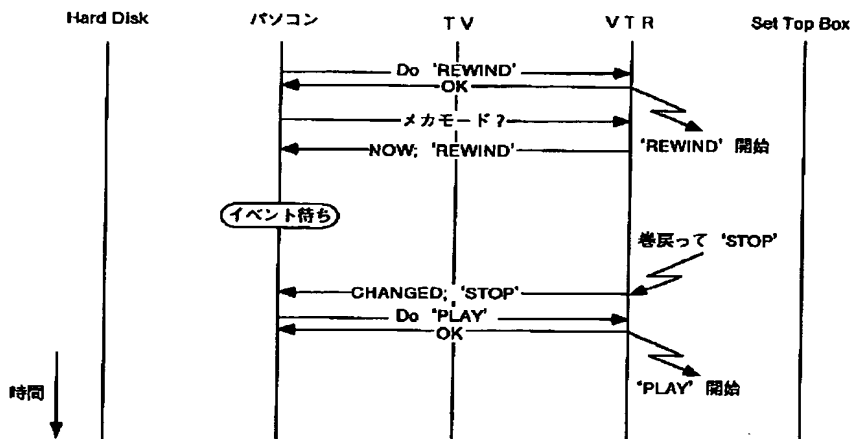 Hard Disk
パソコン
TV
VTR
Set Top Box
Do 'REWIND'
OK
メカモード?
NOW; 'REWIND'
'REWIND' 開始
イベント待ち
巻戻って 'STOP'
CHANGED; 'STOP'
Do 'PLAY'
OK
'PLAY' 開始
時間